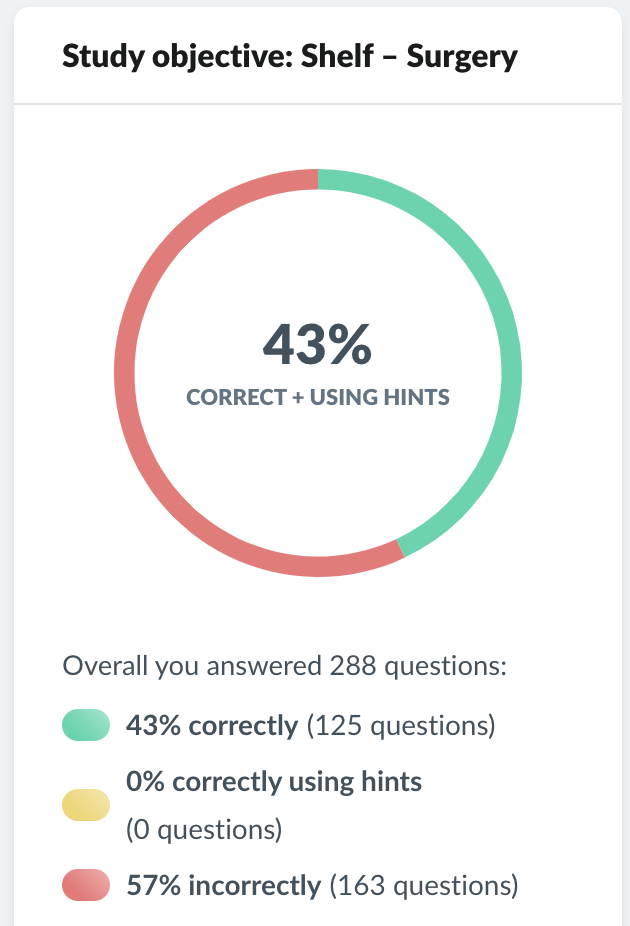 Study objective: Shelf – Surgery
43%
CORRECT + USING HINTS
Overall you answered 288 questions:
43% correctly (125 questions)
0% correctly using hints
(0 questions)
57% incorrectly (163 questions)